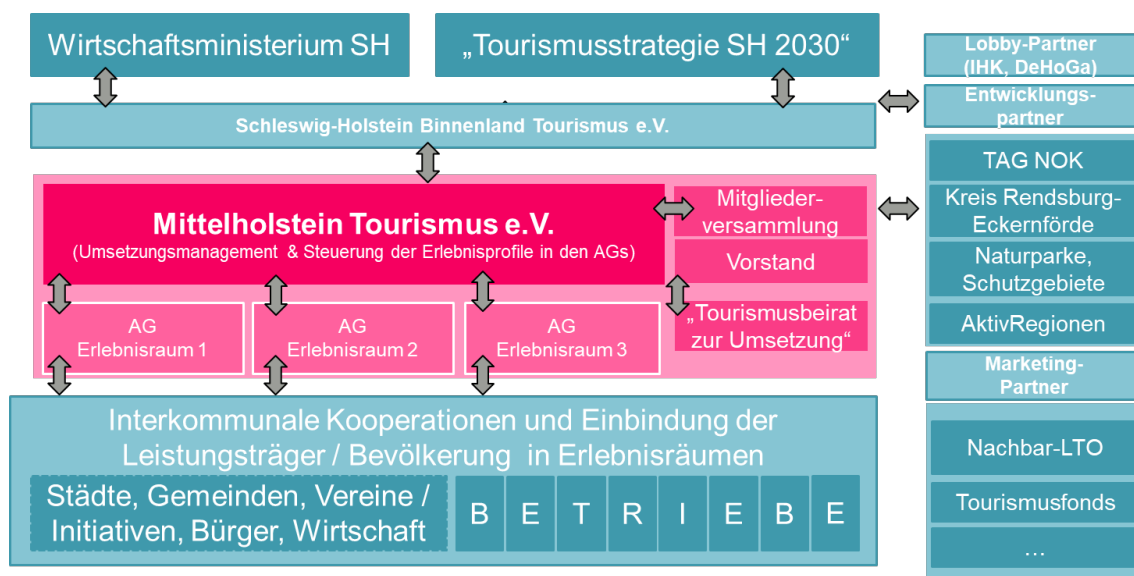 Wirtschaftsministerium SH
„Tourismusstrategie SH 2030“
Schleswig-Holstein Binnenland Tourismus e.V.
Mittelholstein Tourismus e.V.
(Umsetzungsmanagement & Steuerung der Erlebnisprofile in den AGs)
Mitglieder-
versammlung
Vorstand
„Tourismusbeirat
zur Umsetzung“
AG
Erlebnisraum 1
AG
Erlebnisraum 2
AG
Erlebnisraum 3
Interkommunale Kooperationen und Einbindung der
Leistungsträger / Bevölkerung in Erlebnisräumen
Städte, Gemeinden, Vereine /
Initiativen, Bürger, Wirtschaft
B E T R I E B E
Lobby-Partner
(IHK, DeHoGa)
Entwicklungs-
partner
TAG NOK
Kreis Rendsburg-
Eckernförde
Naturparke,
Schutzgebiete
AktivRegionen
Marketing-
Partner
Nachbar-LTO
Tourismusfonds
…